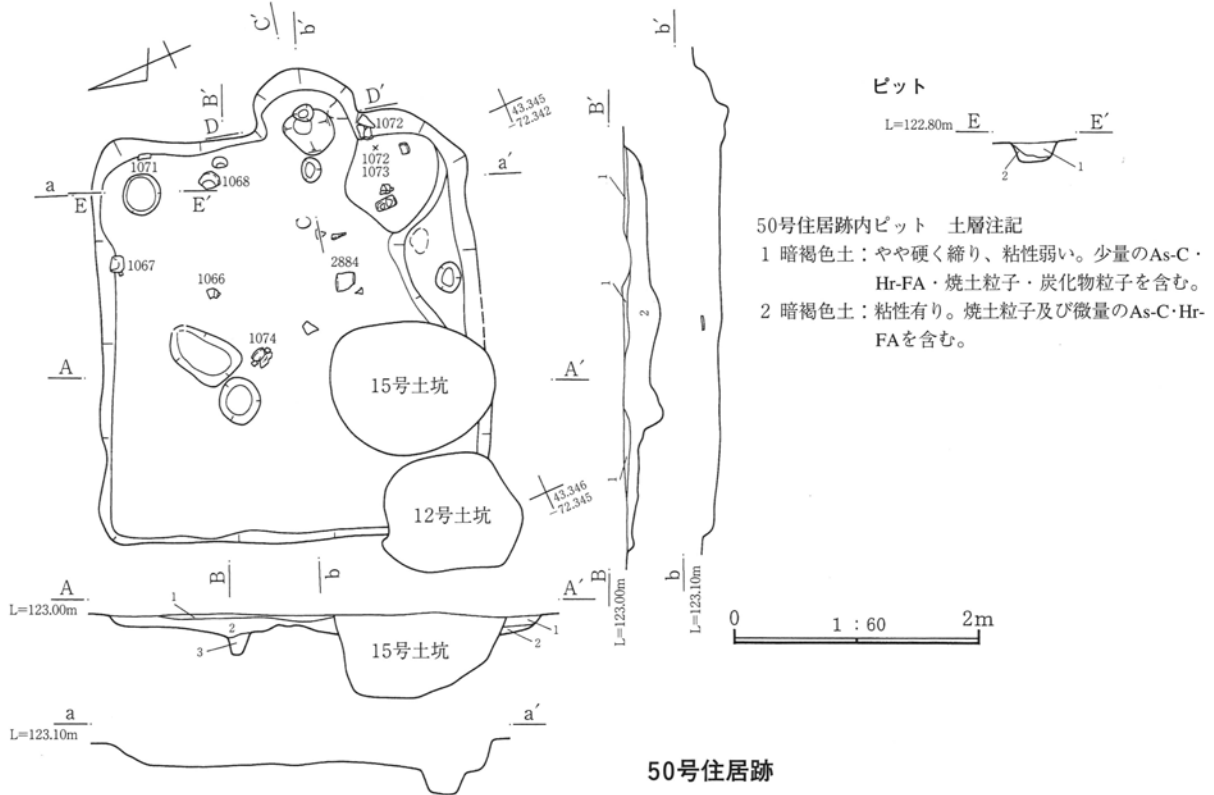 C′
b′
B′
D′
D′
1072
43.345
−72.342
1071
1068
×
1072
1073
a
E
E′
a′
C
1067
1066
2884
1074
A
15号土坑
A′
12号土坑
43.346
−72.345
B
b
A
A′
L=123.00m
1
2
3
15号土坑
1
2
a
a′
L=123.10m
B′
1
1
2
1
B
L=123.00m
b′
b
L=123.10m
ピット
L=122.80m
E
E′
2
1
50号住居跡内ピット　土層注記
1 暗褐色土：やや硬く締り、粘性弱い。少量のAs-C・
Hr-FA・焼土粒子・炭化物粒子を含む。
2 暗褐色土：粘性有り。焼土粒子及び微量のAs-C・Hr-
FAを含む。
0
1：60
2m
50号住居跡